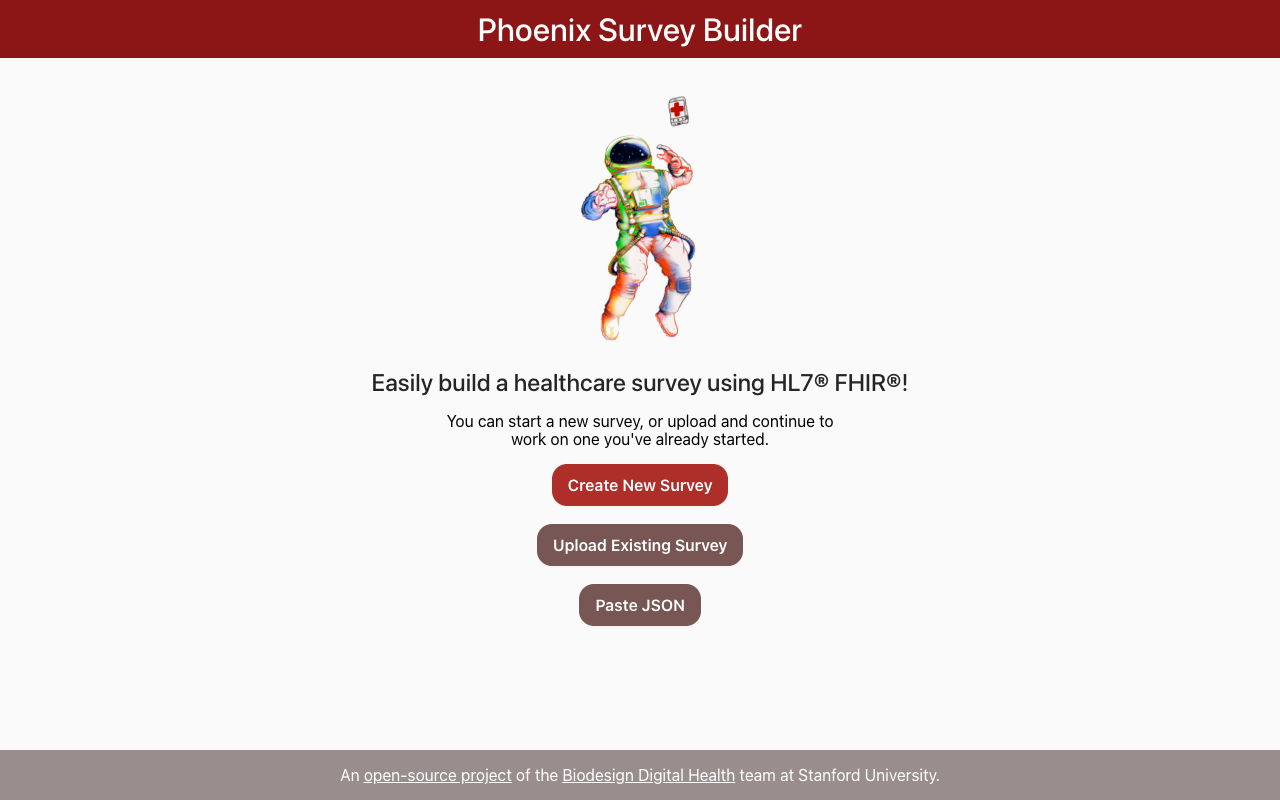 Phoenix Survey Builder
Easily build a healthcare survey using HL7® FHIR®!
You can start a new survey, or upload and continue to
work on one you've already started.
Create New Survey
Upload Existing Survey
Paste JSON
An open-source project of the Biodesign Digital Health team at Stanford University.